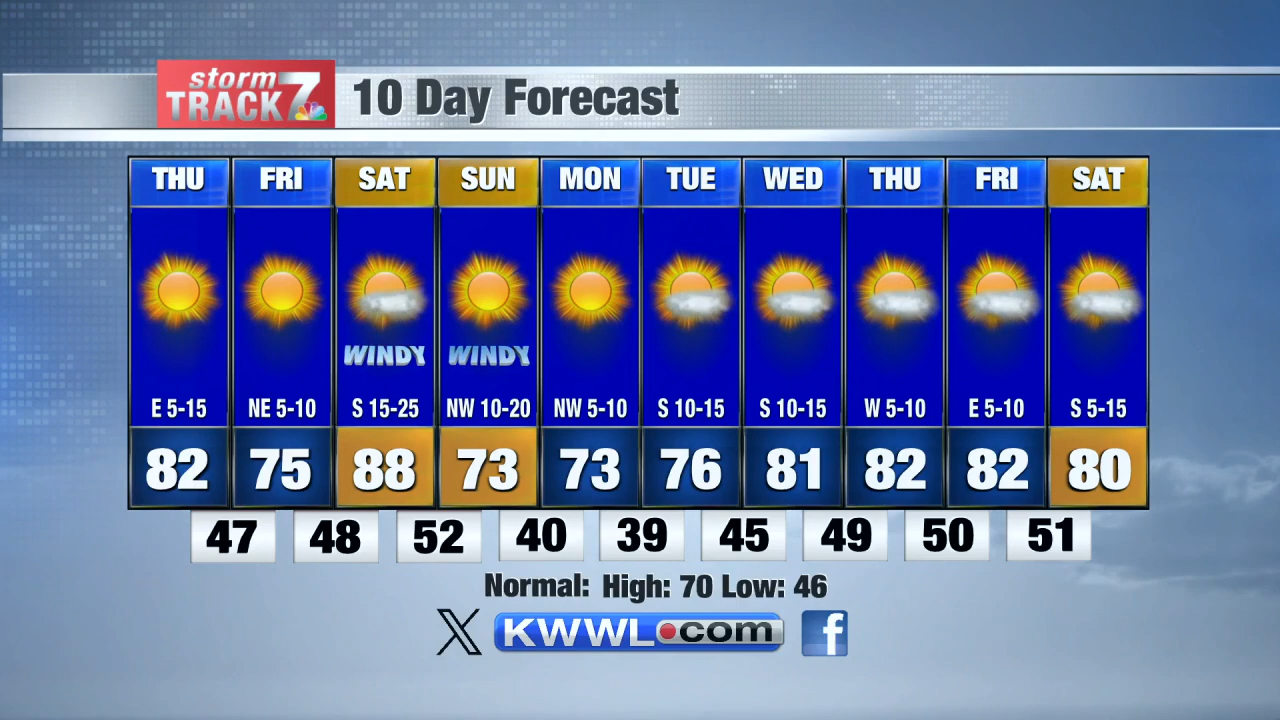 storm
TRACK 7
10 Day Forecast
THU FRI SAT SUN MON TUE WED THU FRI SAT
WINDY WINDY
E 5-15 NE 5-10 S 15-25 NW 10-20 NW 5-10 S 10-15 S 10-15 W 5-10 E 5-10 S 5-15
82 75 88 73 73 76 81 82 82 80
47 48 52 40 39 45 49 50 51
Normal: High: 70 Low: 46
X KWWL.com f